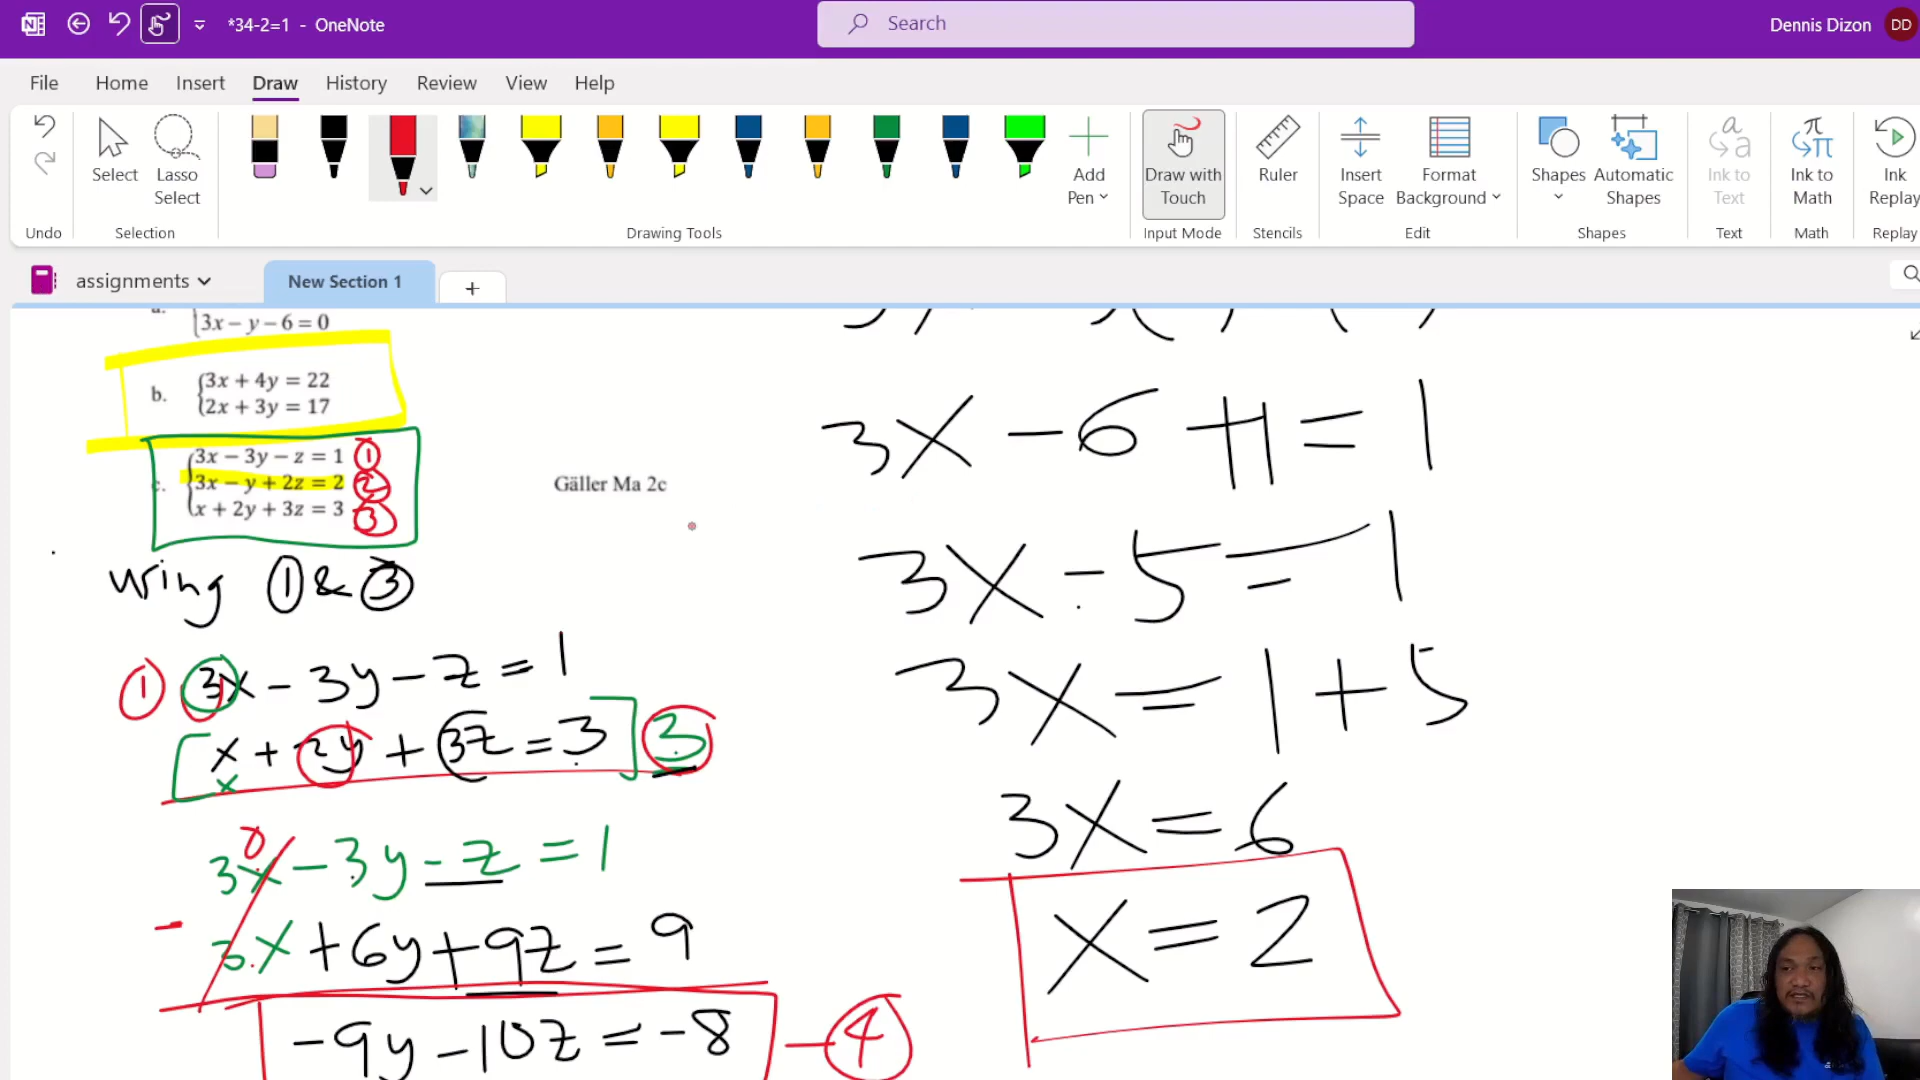 *34-2=1 - OneNote
Search
Dennis Dizon
DD
File Home Insert Draw History Review View Help
Select
Lasso Select
Add Pen
Draw with Touch
Ruler
Insert Space
Format Background
Shapes
Automatic Shapes
Ink to Text
Ink to Math
Ink Replay
Undo Selection Drawing Tools Input Mode Stencils Edit Shapes Text Math Replay
assignments
New Section 1
+
3x − y − 6 = 0
b.
3x + 4y = 22
2x + 3y = 17
c.
3x − 3y − z = 1 ①
3x − y + 2z = 2 ②
x + 2y + 3z = 3 ③
Gäller Ma 2c
using ① & ③
① 3x - 3y - z = 1
[x + 2y + 3z = 3] 3
x
0
3x - 3y - z = 1
-
3x + 6y + 9z = 9
-9y - 10z = -8 - ④
3x - 6 + 1 = 1
3x - 5 = 1
3x = 1 + 5
3x = 6
x = 2